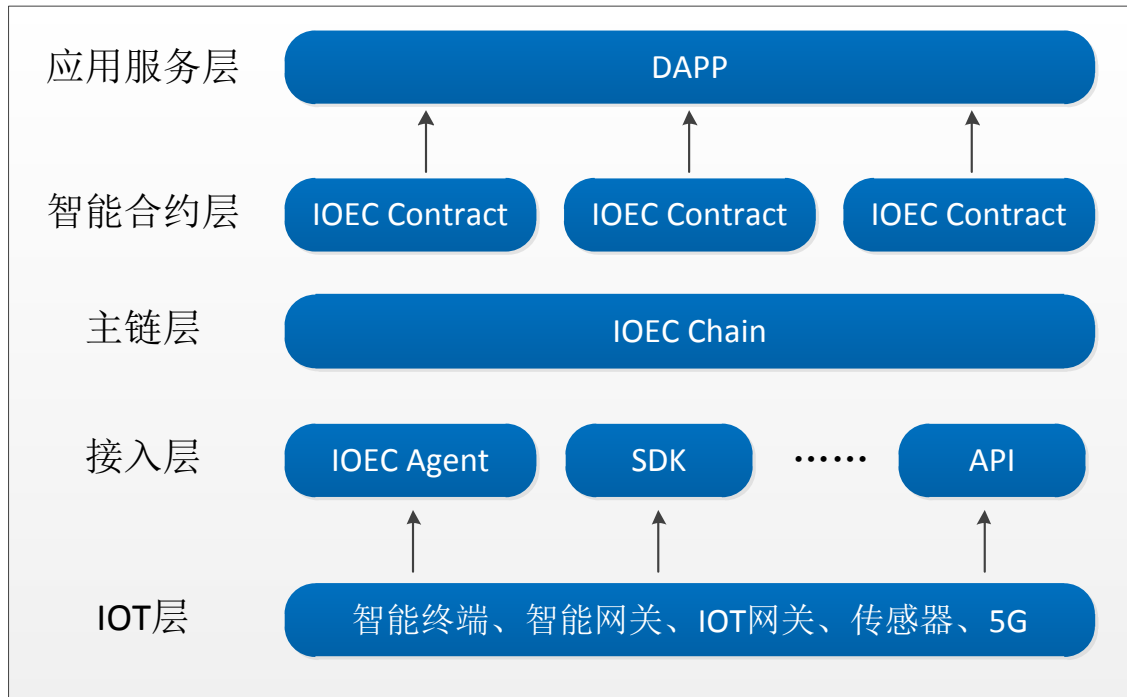 应用服务层
DAPP
智能合约层
IOEC Contract
IOEC Contract
IOEC Contract
主链层
IOEC Chain
接入层
IOEC Agent
SDK
……
API
IOT层
智能终端、智能网关、IOT网关、传感器、5G